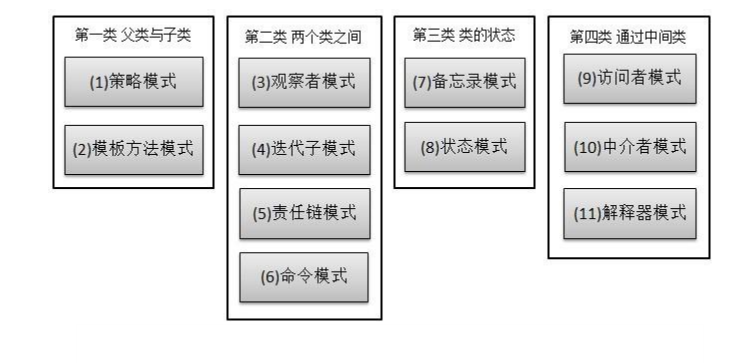 第一类 父类与子类
(1)策略模式
(2)模板方法模式
第二类 两个类之间
(3)观察者模式
(4)迭代子模式
(5)责任链模式
(6)命令模式
第三类 类的状态
(7)备忘录模式
(8)状态模式
第四类 通过中间类
(9)访问者模式
(10)中介者模式
(11)解释器模式